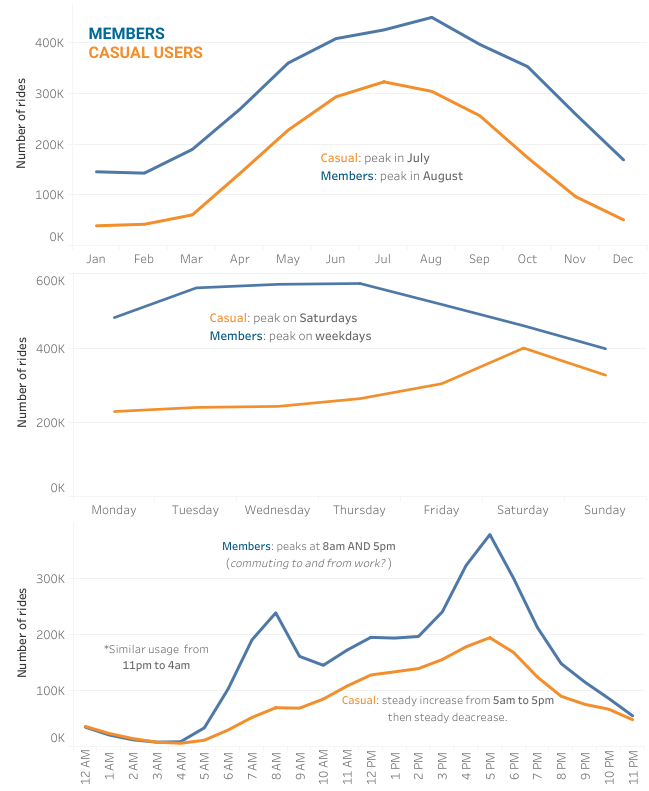 MEMBERS
CASUAL USERS
Number of rides
400K
300K
200K
100K
0K
Casual: peak in July
Members: peak in August
Jan Feb Mar Apr May Jun Jul Aug Sep Oct Nov Dec
Number of rides
600K
400K
200K
0K
Casual: peak on Saturdays
Members: peak on weekdays
Monday Tuesday Wednesday Thursday Friday Saturday Sunday
Number of rides
300K
200K
100K
0K
Members: peaks at 8am AND 5pm
(commuting to and from work? )
*Similar usage from
11pm to 4am
Casual: steady increase from 5am to 5pm
then steady deacrease.
12 AM 1 AM 2 AM 3 AM 4 AM 5 AM 6 AM 7 AM 8 AM 9 AM 10 AM 11 AM 12 PM 1 PM 2 PM 3 PM 4 PM 5 PM 6 PM 7 PM 8 PM 9 PM 10 PM 11 PM